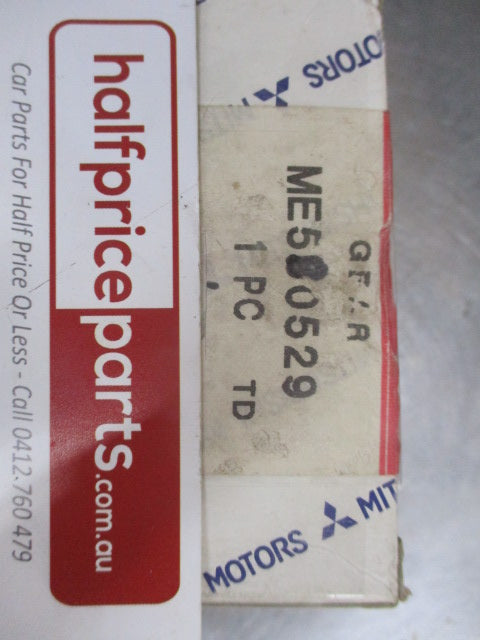 halfpriceparts.com.au
Car Parts For Half Price Or Less - Call 0412.760 479
MOTORS
MIT
GEAR
1 PC TD
MOTORS
MIT